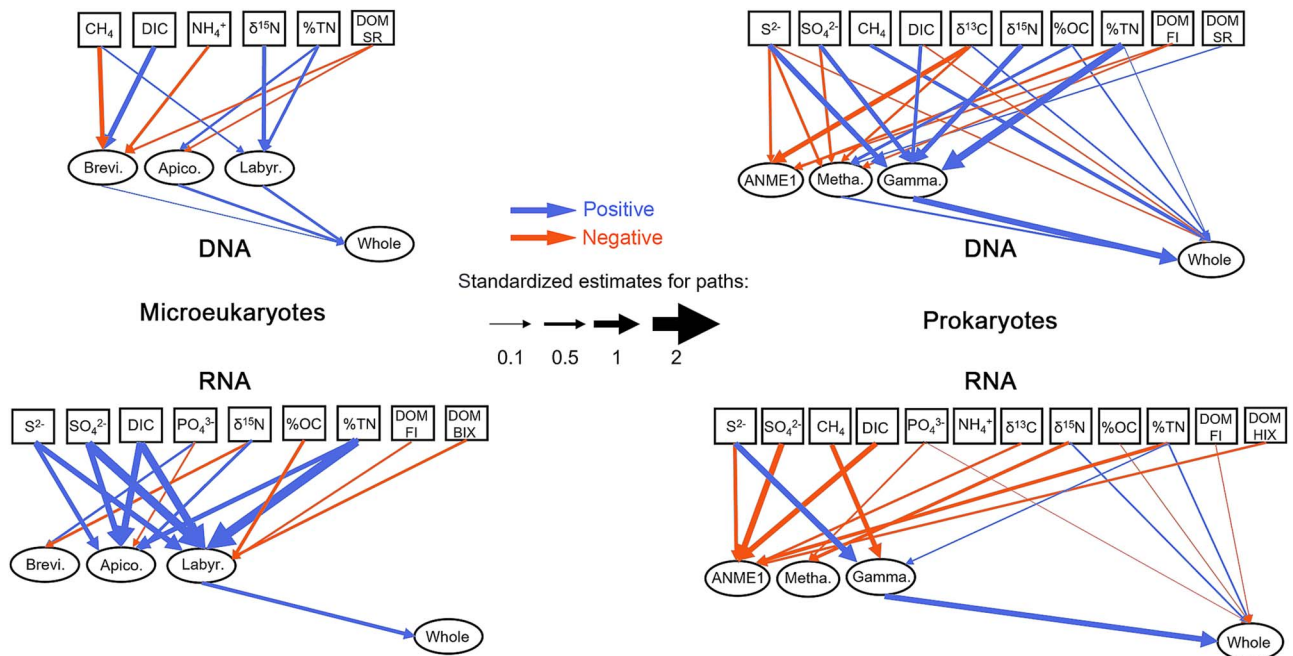 CH₄ DIC NH₄⁺ δ¹⁵N %TN DOM SR
Brevi. Apico. Labyr.
Whole
DNA
S²⁻ SO₄²⁻ CH₄ DIC δ¹³C δ¹⁵N %OC %TN DOM FI DOM SR
ANME1 Metha. Gamma.
Whole
DNA
Positive
Negative
Standardized estimates for paths:
0.1 0.5 1 2
Microeukaryotes
Prokaryotes
RNA
S²⁻ SO₄²⁻ DIC PO₄³⁻ δ¹⁵N %OC %TN DOM FI DOM BIX
Brevi. Apico. Labyr.
Whole
RNA
S²⁻ SO₄²⁻ CH₄ DIC PO₄³⁻ NH₄⁺ δ¹³C δ¹⁵N %OC %TN DOM FI DOM HIX
ANME1 Metha. Gamma.
Whole